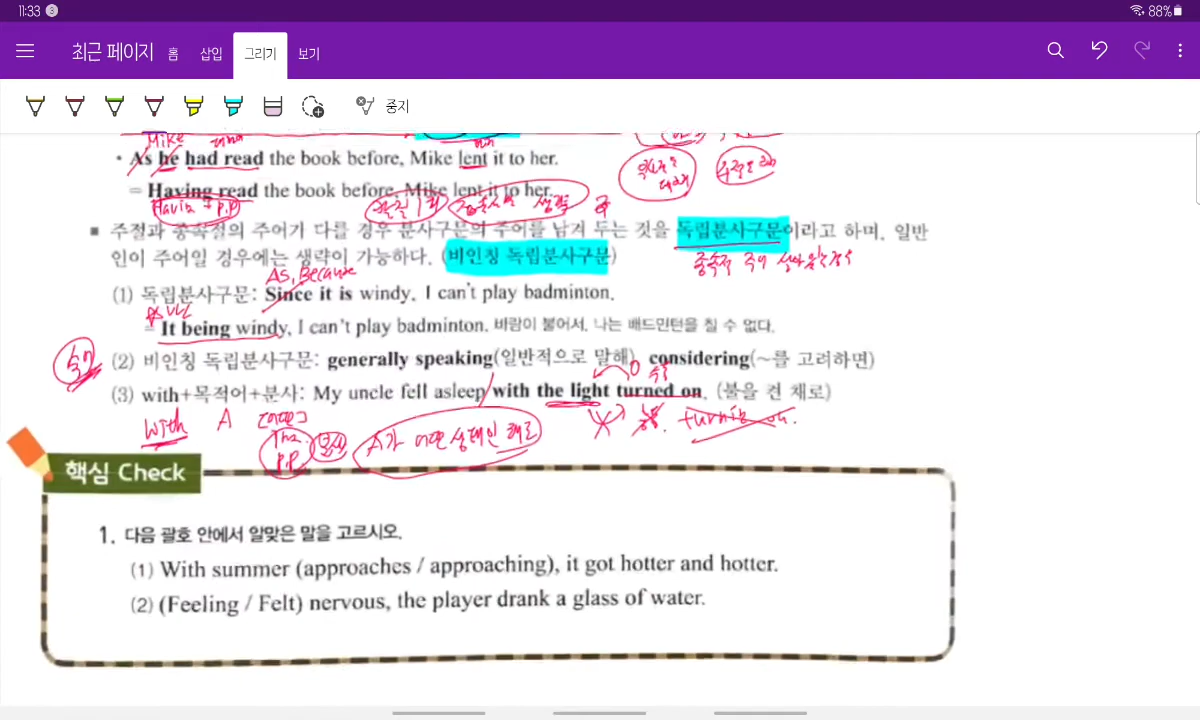 11:33 88%
최근 페이지 홈 삽입 그리기 보기
중지
Mike
• As he had read the book before, Mike lent it to her.
= Having read the book before, Mike lent it to her.
Having + p.p
■ 주절과 종속절의 주어가 다를 경우 분사구문의 주어를 남겨 두는 것을 독립분사구문이라고 하며, 일반
인이 주어일 경우에는 생략이 가능하다. (비인칭 독립분사구문)
As, Because
(1) 독립분사구문: Since it is windy, I can't play badminton.
= It being windy, I can't play badminton. 바람이 불어서, 나는 배드민턴을 칠 수 없다.
(2) 비인칭 독립분사구문: generally speaking(일반적으로 말해), considering(~를 고려하면)
(3) with+목적어+분사: My uncle fell asleep with the light turned on. (불을 켠 채로)
with A p.p A가 어떤 상태인 채로 turning on.
핵심 Check
1. 다음 괄호 안에서 알맞은 말을 고르시오.
(1) With summer (approaches / approaching), it got hotter and hotter.
(2) (Feeling / Felt) nervous, the player drank a glass of water.